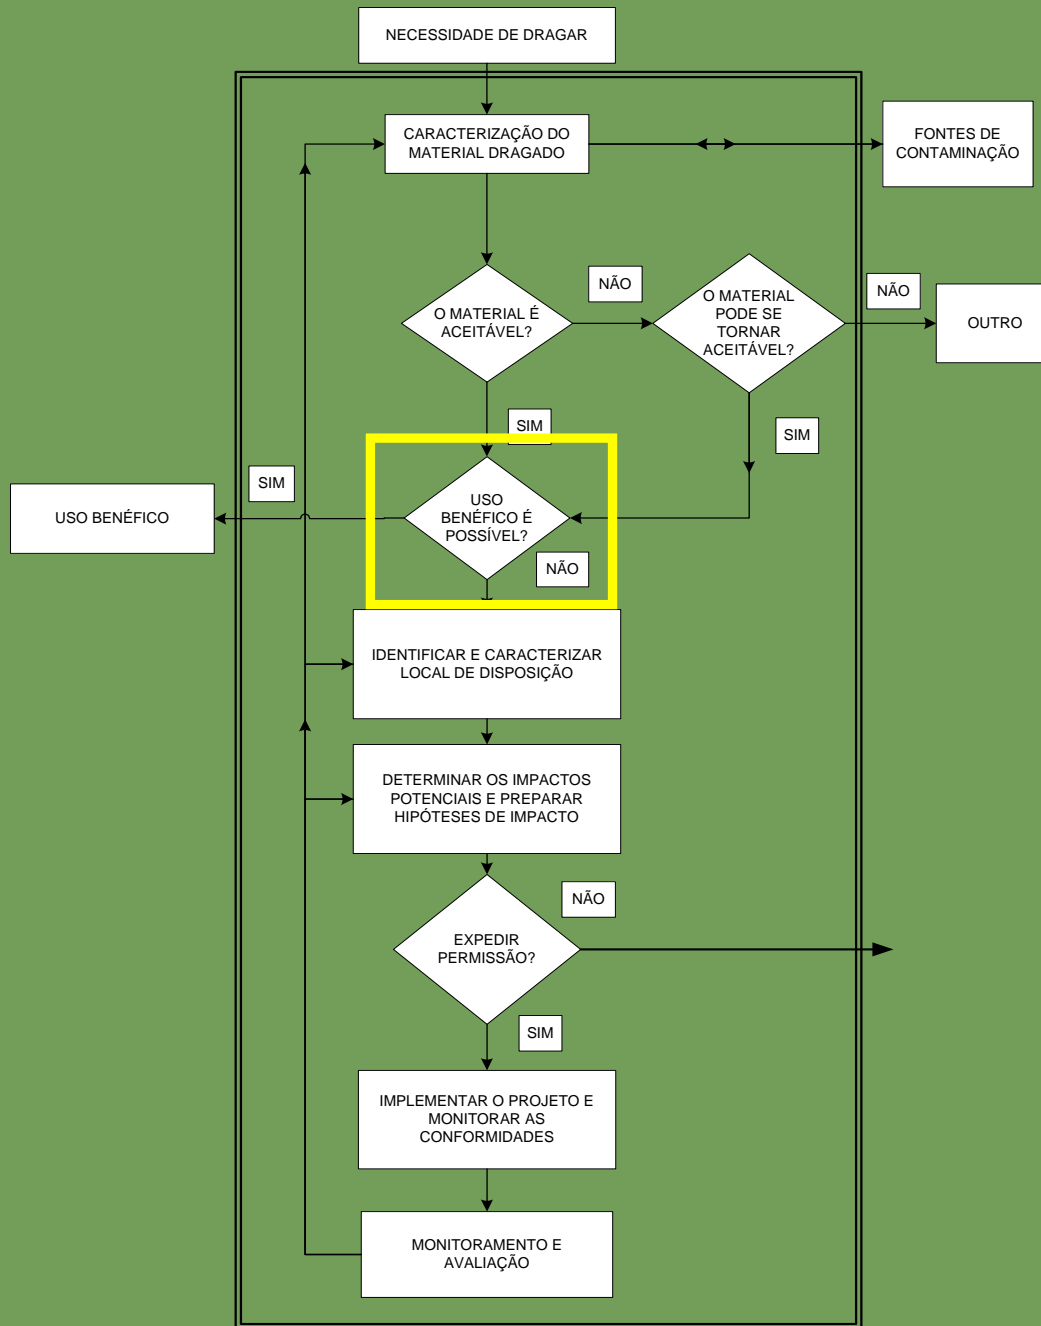 NECESSIDADE DE DRAGAR
CARACTERIZAÇÃO DO
MATERIAL DRAGADO
FONTES DE
CONTAMINAÇÃO
O MATERIAL É
ACEITÁVEL?
NÃO
O MATERIAL
PODE SE
TORNAR
ACEITÁVEL?
NÃO
OUTRO
SIM
SIM
SIM
USO BENÉFICO
USO
BENÉFICO É
POSSÍVEL?
NÃO
IDENTIFICAR E CARACTERIZAR
LOCAL DE DISPOSIÇÃO
DETERMINAR OS IMPACTOS
POTENCIAIS E PREPARAR
HIPÓTESES DE IMPACTO
NÃO
EXPEDIR
PERMISSÃO?
SIM
IMPLEMENTAR O PROJETO E
MONITORAR AS
CONFORMIDADES
MONITORAMENTO E
AVALIAÇÃO